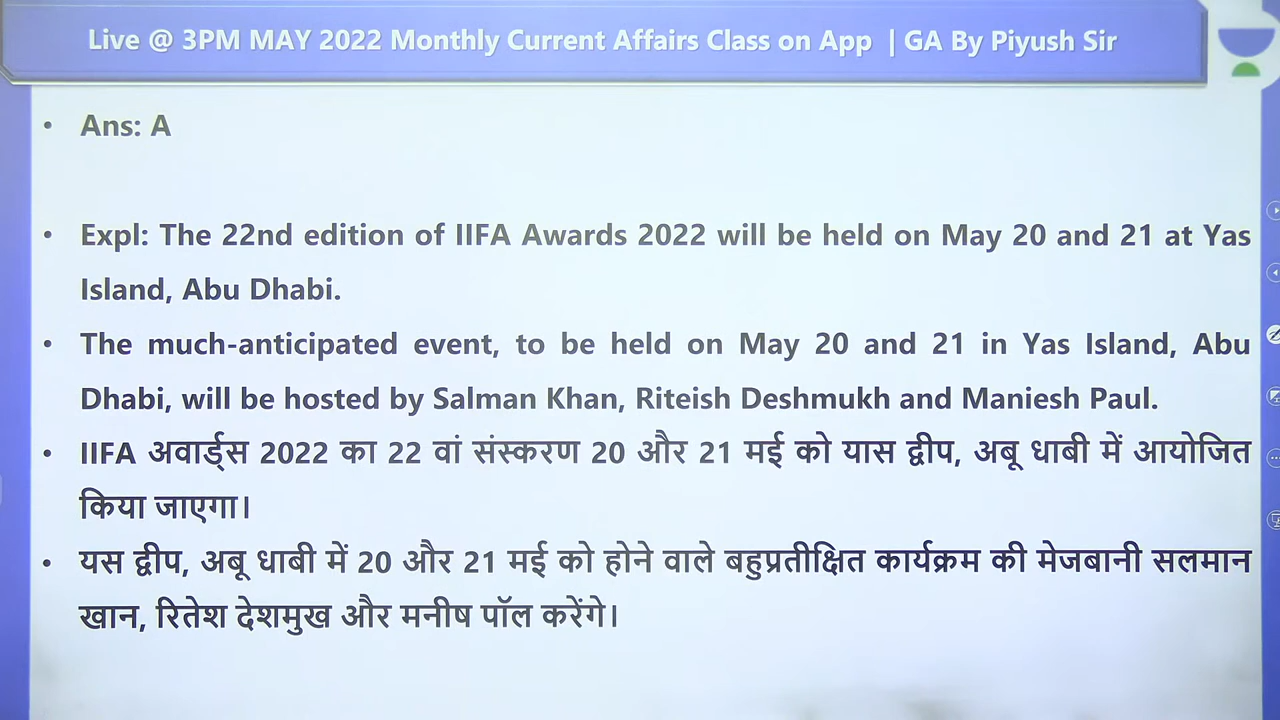 Live @ 3PM MAY 2022 Monthly Current Affairs Class on App | GA By Piyush Sir
• Ans: A
• Expl: The 22nd edition of IIFA Awards 2022 will be held on May 20 and 21 at Yas
Island, Abu Dhabi.
• The much-anticipated event, to be held on May 20 and 21 in Yas Island, Abu
Dhabi, will be hosted by Salman Khan, Riteish Deshmukh and Maniesh Paul.
• IIFA अवार्ड्स 2022 का 22 वां संस्करण 20 और 21 मई को यास द्वीप, अबू धाबी में आयोजित
किया जाएगा।
• यस द्वीप, अबू धाबी में 20 और 21 मई को होने वाले बहुप्रतीक्षित कार्यक्रम की मेजबानी सलमान
खान, रितेश देशमुख और मनीष पॉल करेंगे।